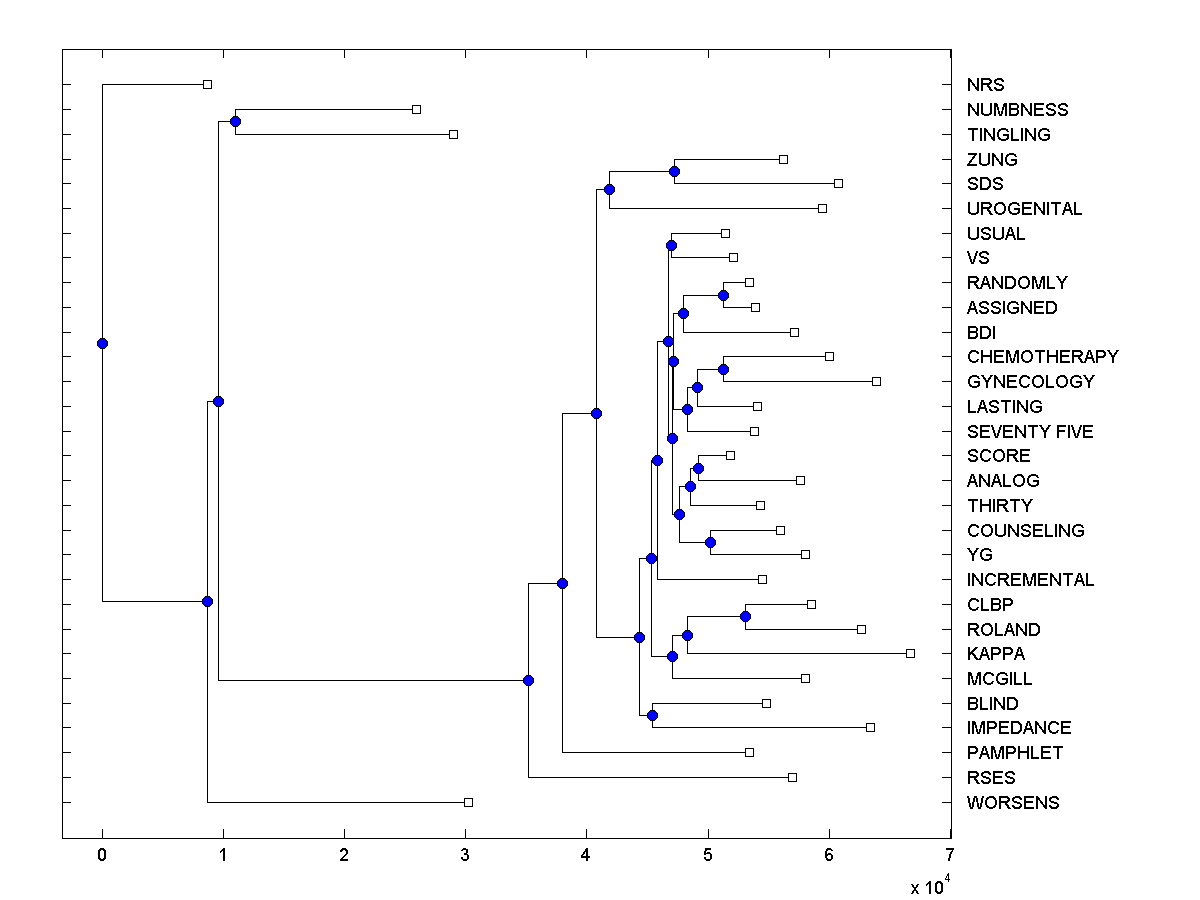 NRS
NUMBNESS
TINGLING
ZUNG
SDS
UROGENITAL
USUAL
VS
RANDOMLY
ASSIGNED
BDI
CHEMOTHERAPY
GYNECOLOGY
LASTING
SEVENTY FIVE
SCORE
ANALOG
THIRTY
COUNSELING
YG
INCREMENTAL
CLBP
ROLAND
KAPPA
MCGILL
BLIND
IMPEDANCE
PAMPHLET
RSES
WORSENS
0 1 2 3 4 5 6 7
x 10^4